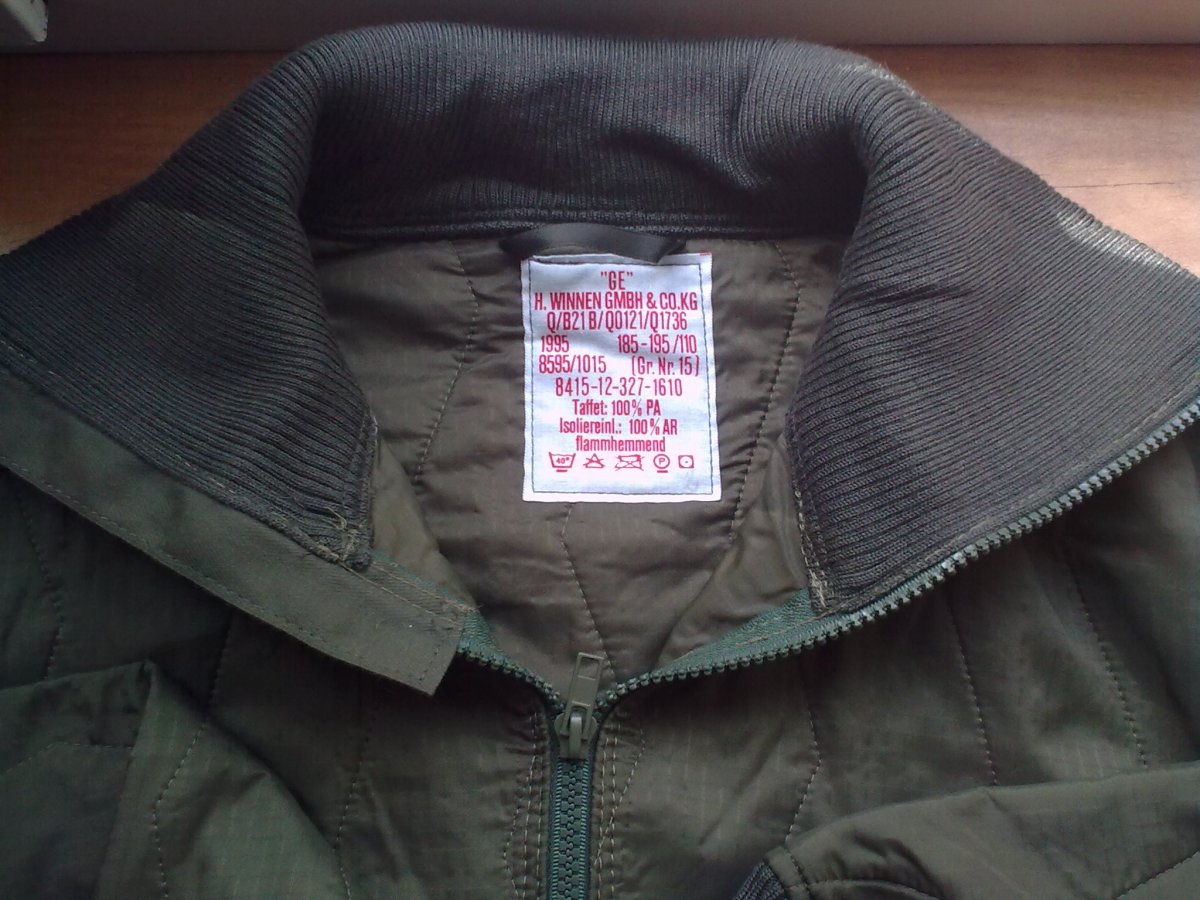 "GE"
H. WINNEN GMBH & CO.KG
Q/B21 B/Q0121/Q1736
1995 185-195/110
8595/1015 (Gr. Nr. 15)
8415-12-327-1610
Taffet: 100% PA
Isoliereinl.: 100% AR
flammhemmend
40° P